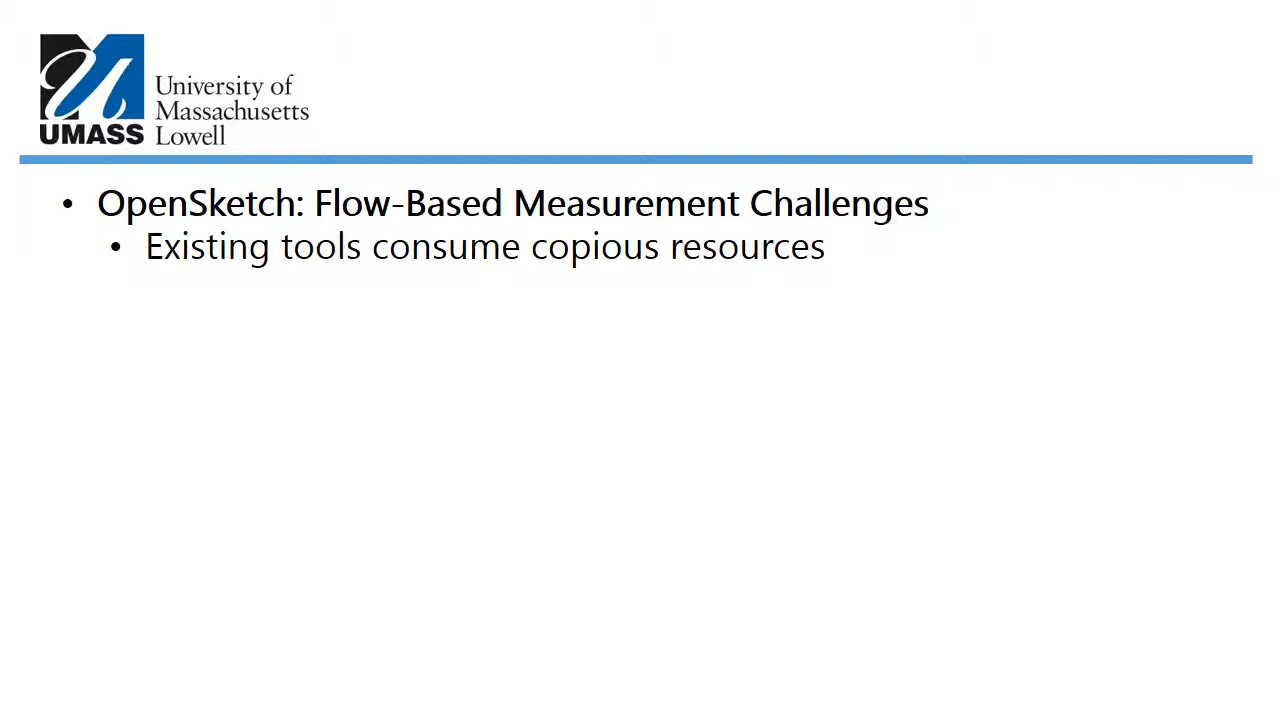 University of
Massachusetts
UMASS Lowell
• OpenSketch: Flow-Based Measurement Challenges
• Existing tools consume copious resources